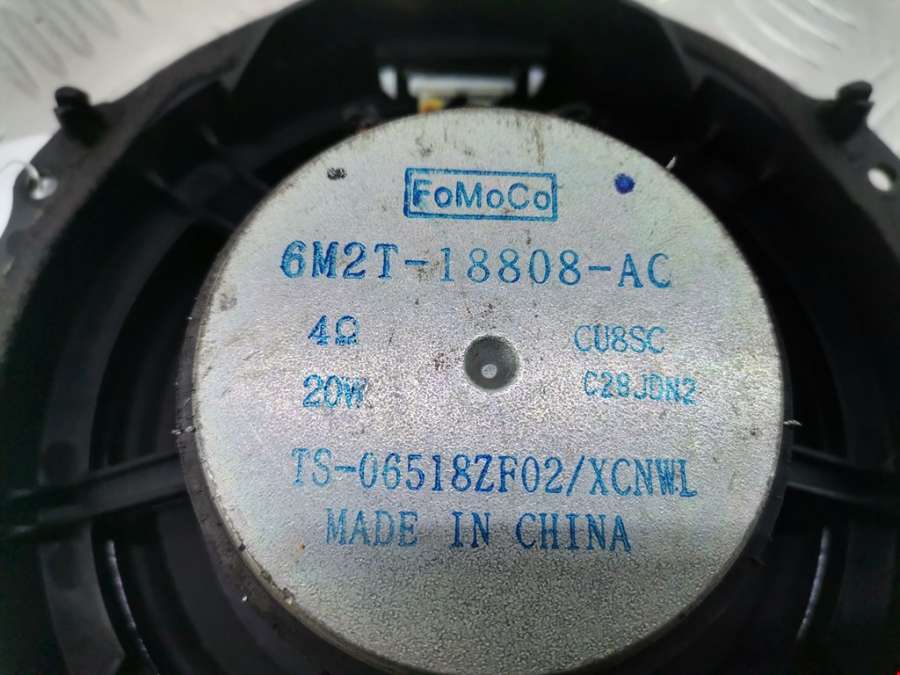 FoMoCo
6M2T-18808-AC
4Ω
CU8SC
20W
C28JDN2
TS-06518ZF02/XCNWL
MADE IN CHINA